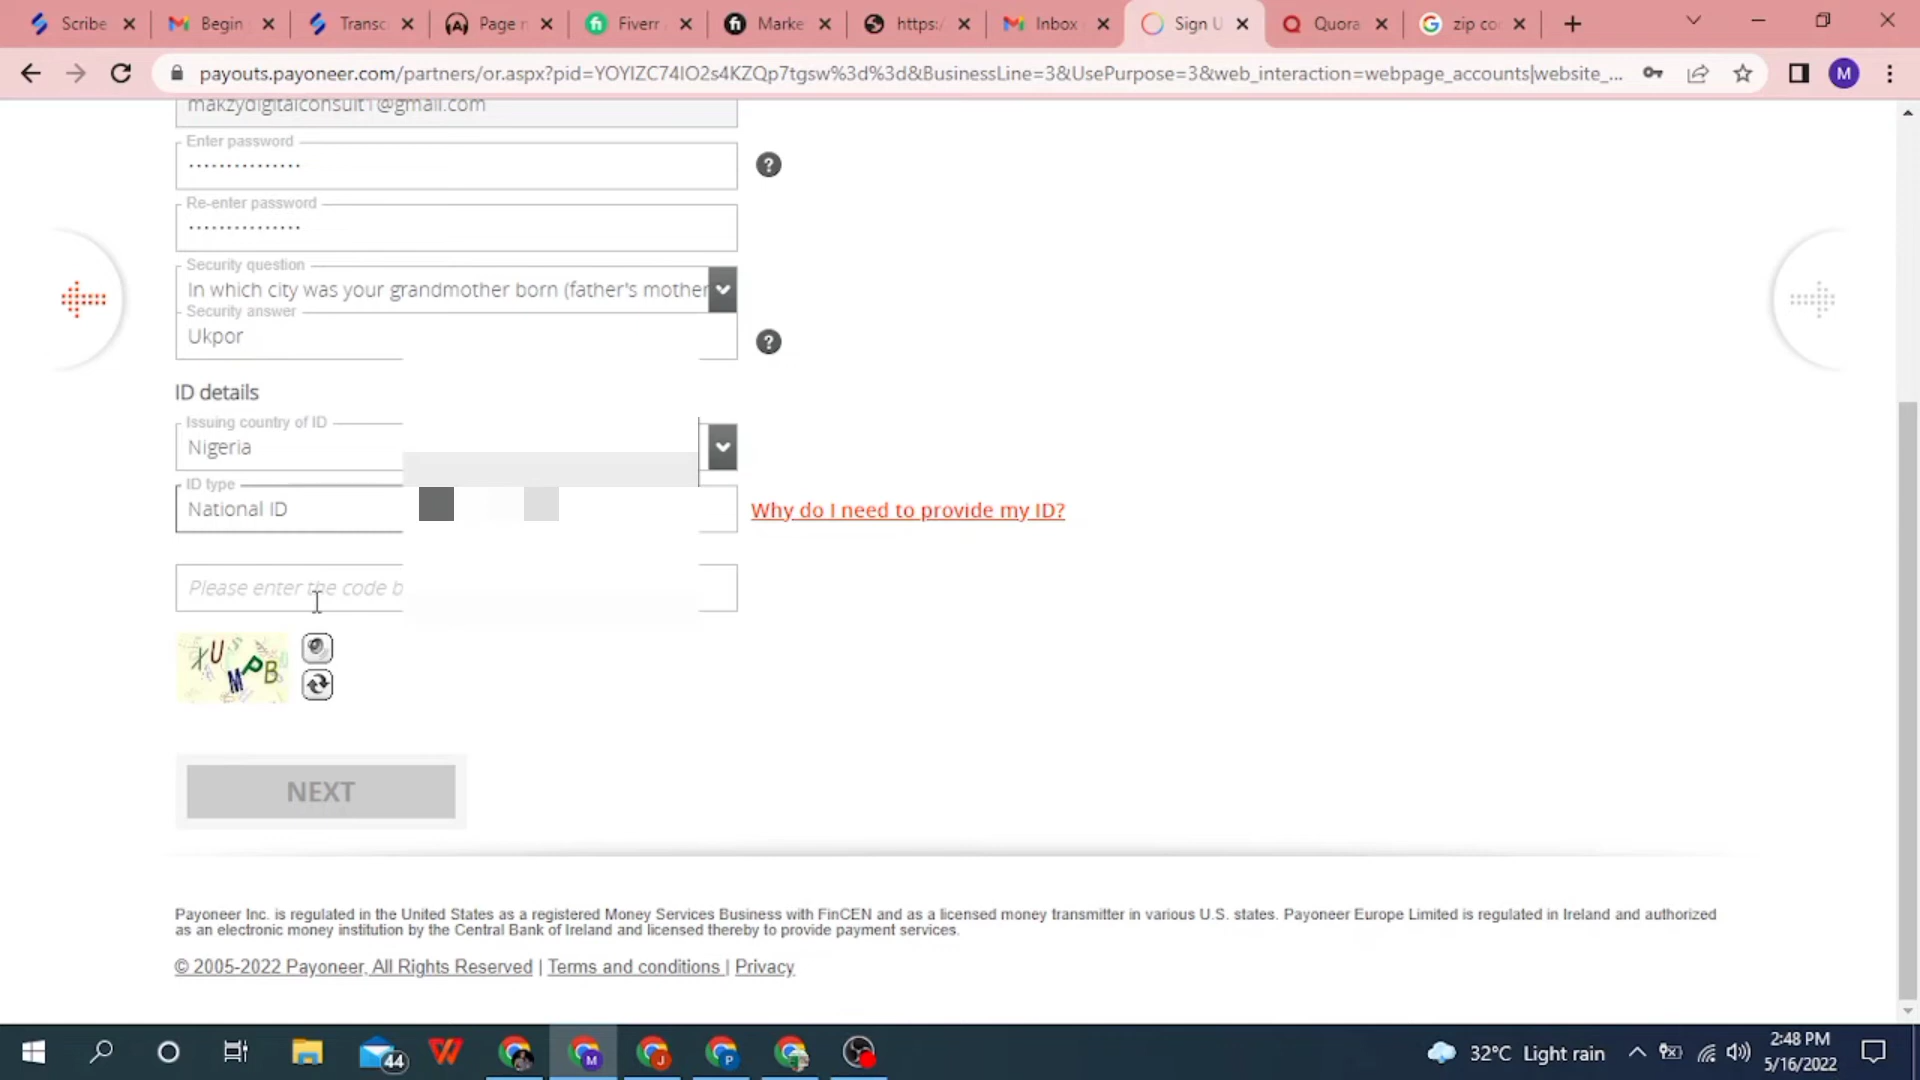 Scribe
Begin
Transc
Page n
Fiverr
Marke
https:/
Inbox
Sign U
Quora
zip co
payouts.payoneer.com/partners/or.aspx?pid=YOYIZC74IO2s4KZQp7tgsw%3d%3d&BusinessLine=3&UsePurpose=3&web_interaction=webpage_accounts|website_...
M
makzydigitalconsult1@gmail.com
Enter password
Re-enter password
Security question
In which city was your grandmother born (father's mother
Security answer
Ukpor
ID details
Issuing country of ID
Nigeria
ID type
National ID
Why do I need to provide my ID?
Please enter the code b
XUMPB
NEXT
Payoneer Inc. is regulated in the United States as a registered Money Services Business with FinCEN and as a licensed money transmitter in various U.S. states. Payoneer Europe Limited is regulated in Ireland and authorized
as an electronic money institution by the Central Bank of Ireland and licensed thereby to provide payment services.
© 2005-2022 Payoneer, All Rights Reserved | Terms and conditions | Privacy
44
M
J
P
32°C Light rain
2:48 PM
5/16/2022